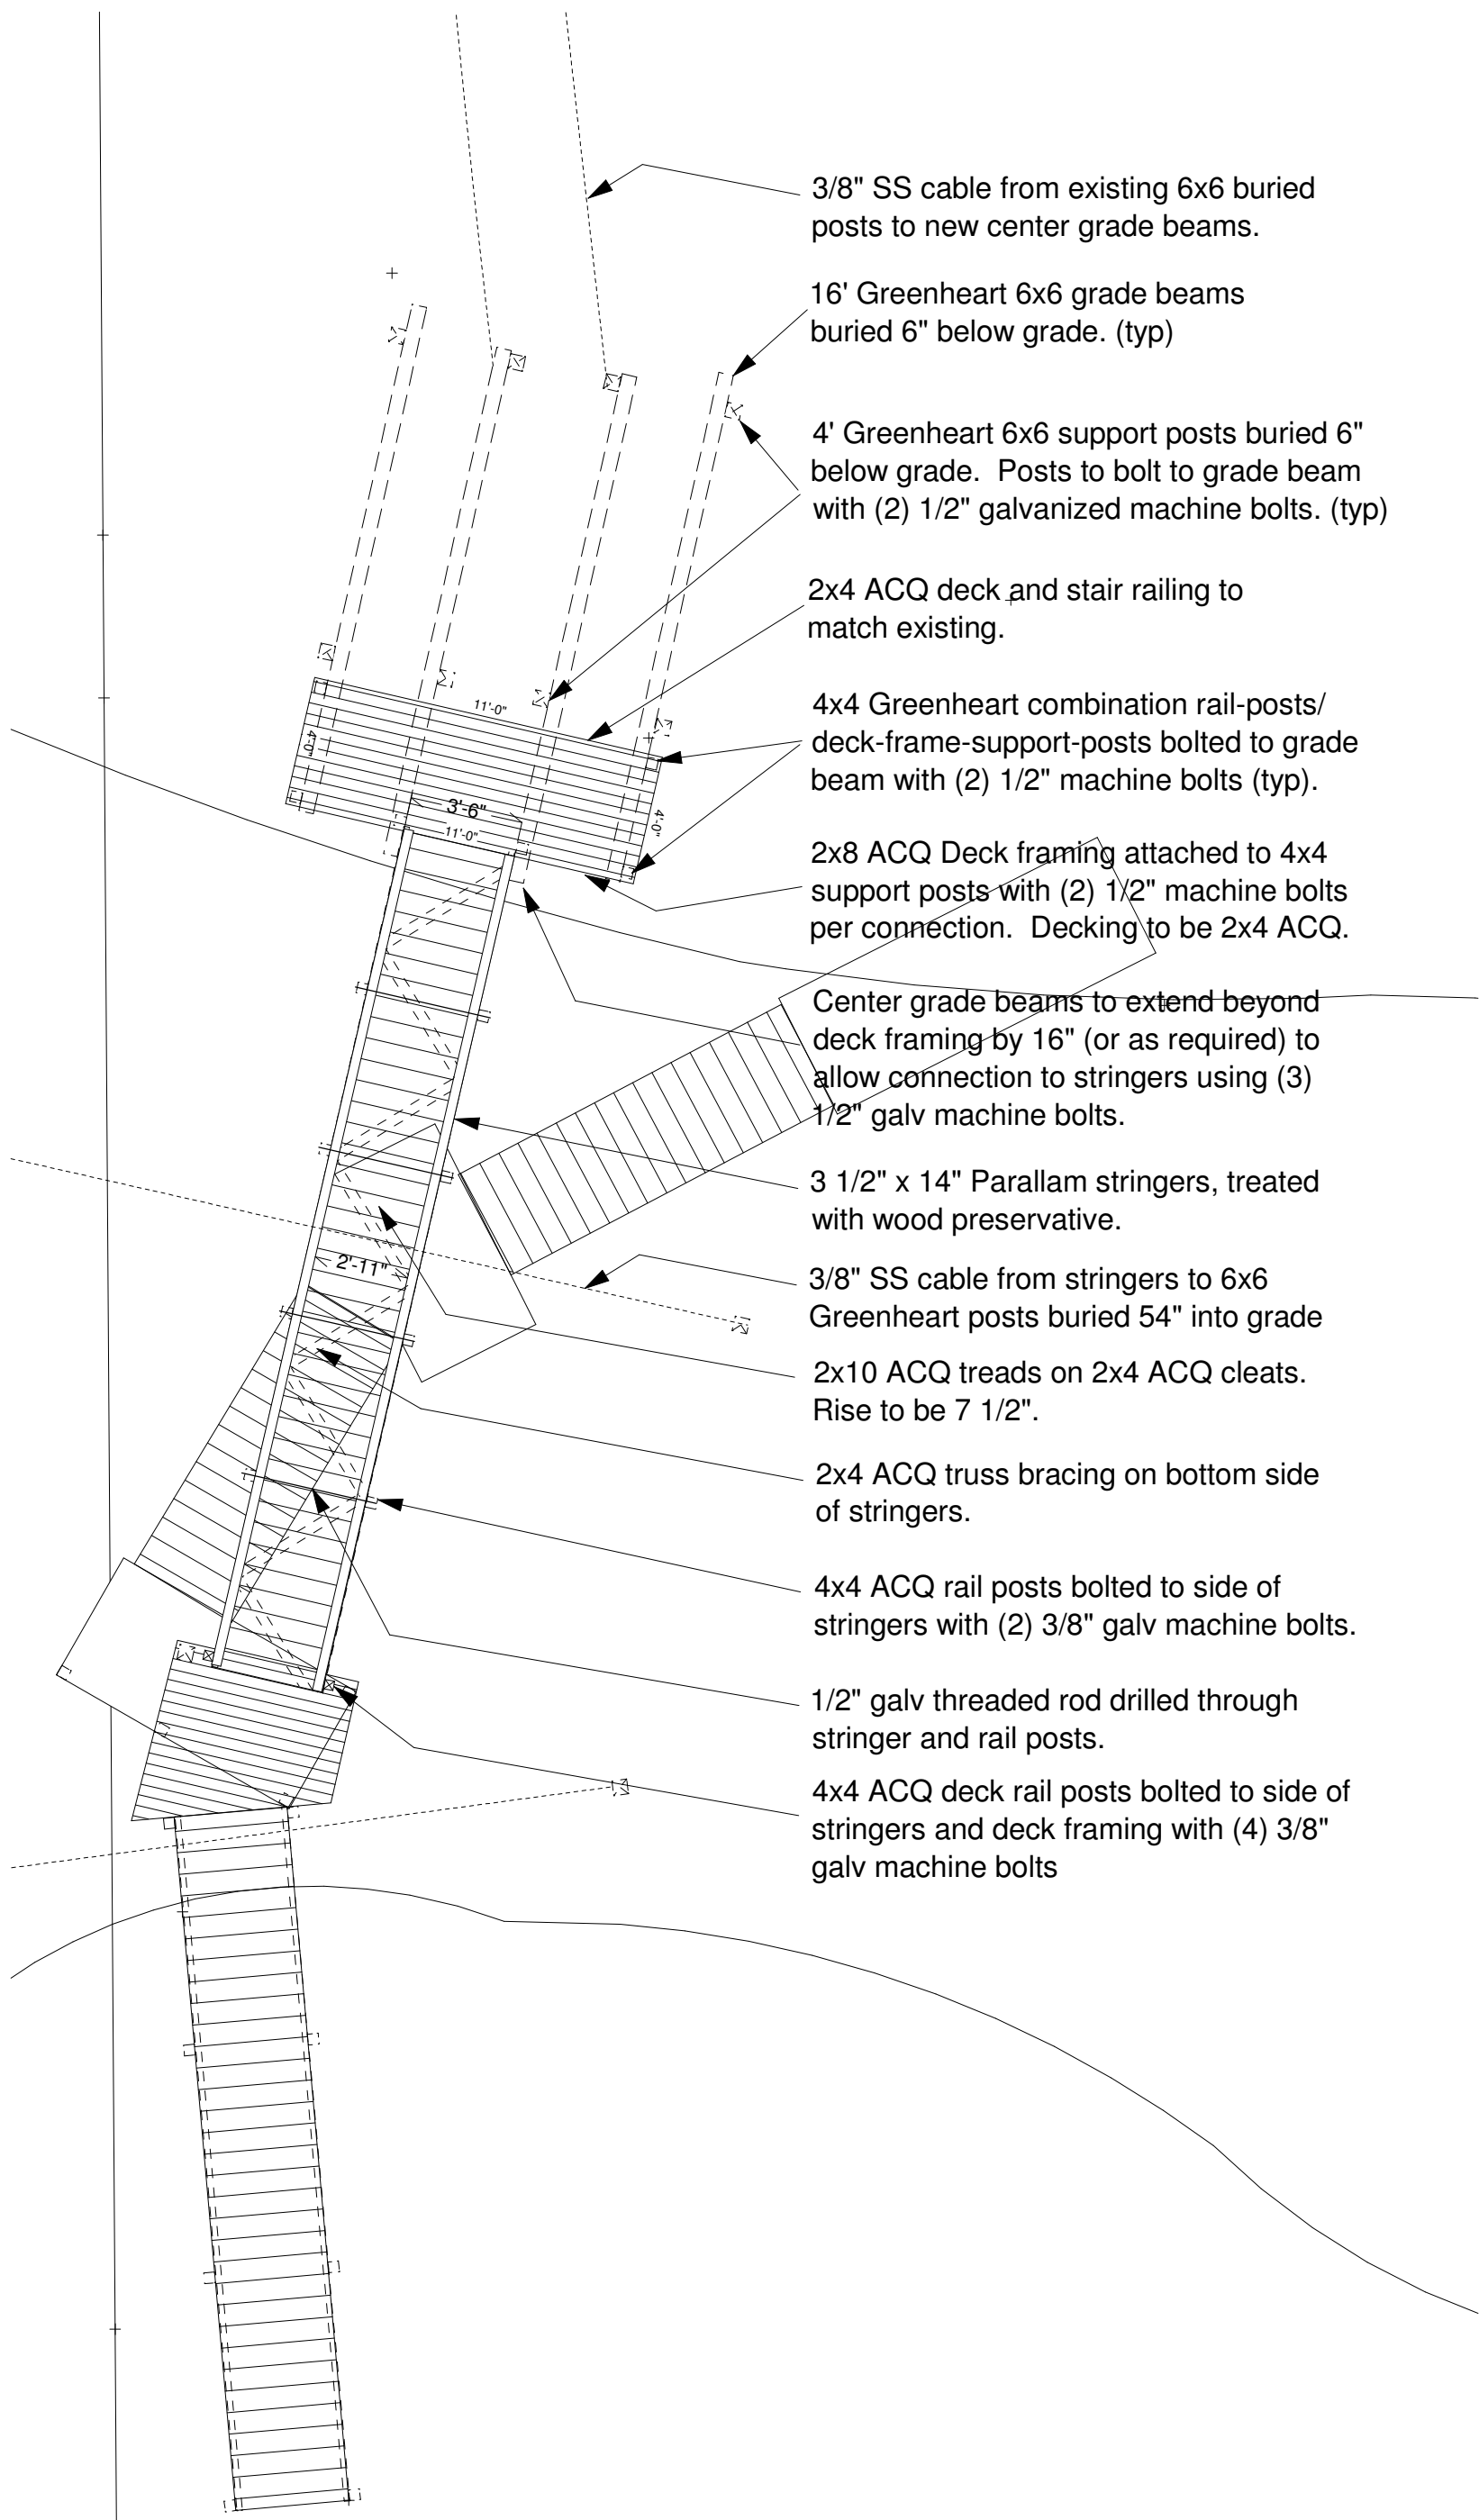 3/8" SS cable from existing 6x6 buried
posts to new center grade beams.
16' Greenheart 6x6 grade beams
buried 6" below grade. (typ)
4' Greenheart 6x6 support posts buried 6"
below grade.  Posts to bolt to grade beam
with (2) 1/2" galvanized machine bolts. (typ)
2x4 ACQ deck and stair railing to
match existing.
4x4 Greenheart combination rail-posts/
deck-frame-support-posts bolted to grade
beam with (2) 1/2" machine bolts (typ).
11'-0"
4'-0"
3'-6"
11'-0"
4'-0"
2x8 ACQ Deck framing attached to 4x4
support posts with (2) 1/2" machine bolts
per connection.  Decking to be 2x4 ACQ.
Center grade beams to extend beyond
deck framing by 16" (or as required) to
allow connection to stringers using (3)
1/2" galv machine bolts.
3 1/2" x 14" Parallam stringers, treated
with wood preservative.
2'-11"
3/8" SS cable from stringers to 6x6
Greenheart posts buried 54" into grade
2x10 ACQ treads on 2x4 ACQ cleats.
Rise to be 7 1/2".
2x4 ACQ truss bracing on bottom side
of stringers.
4x4 ACQ rail posts bolted to side of
stringers with (2) 3/8" galv machine bolts.
1/2" galv threaded rod drilled through
stringer and rail posts.
4x4 ACQ deck rail posts bolted to side of
stringers and deck framing with (4) 3/8"
galv machine bolts